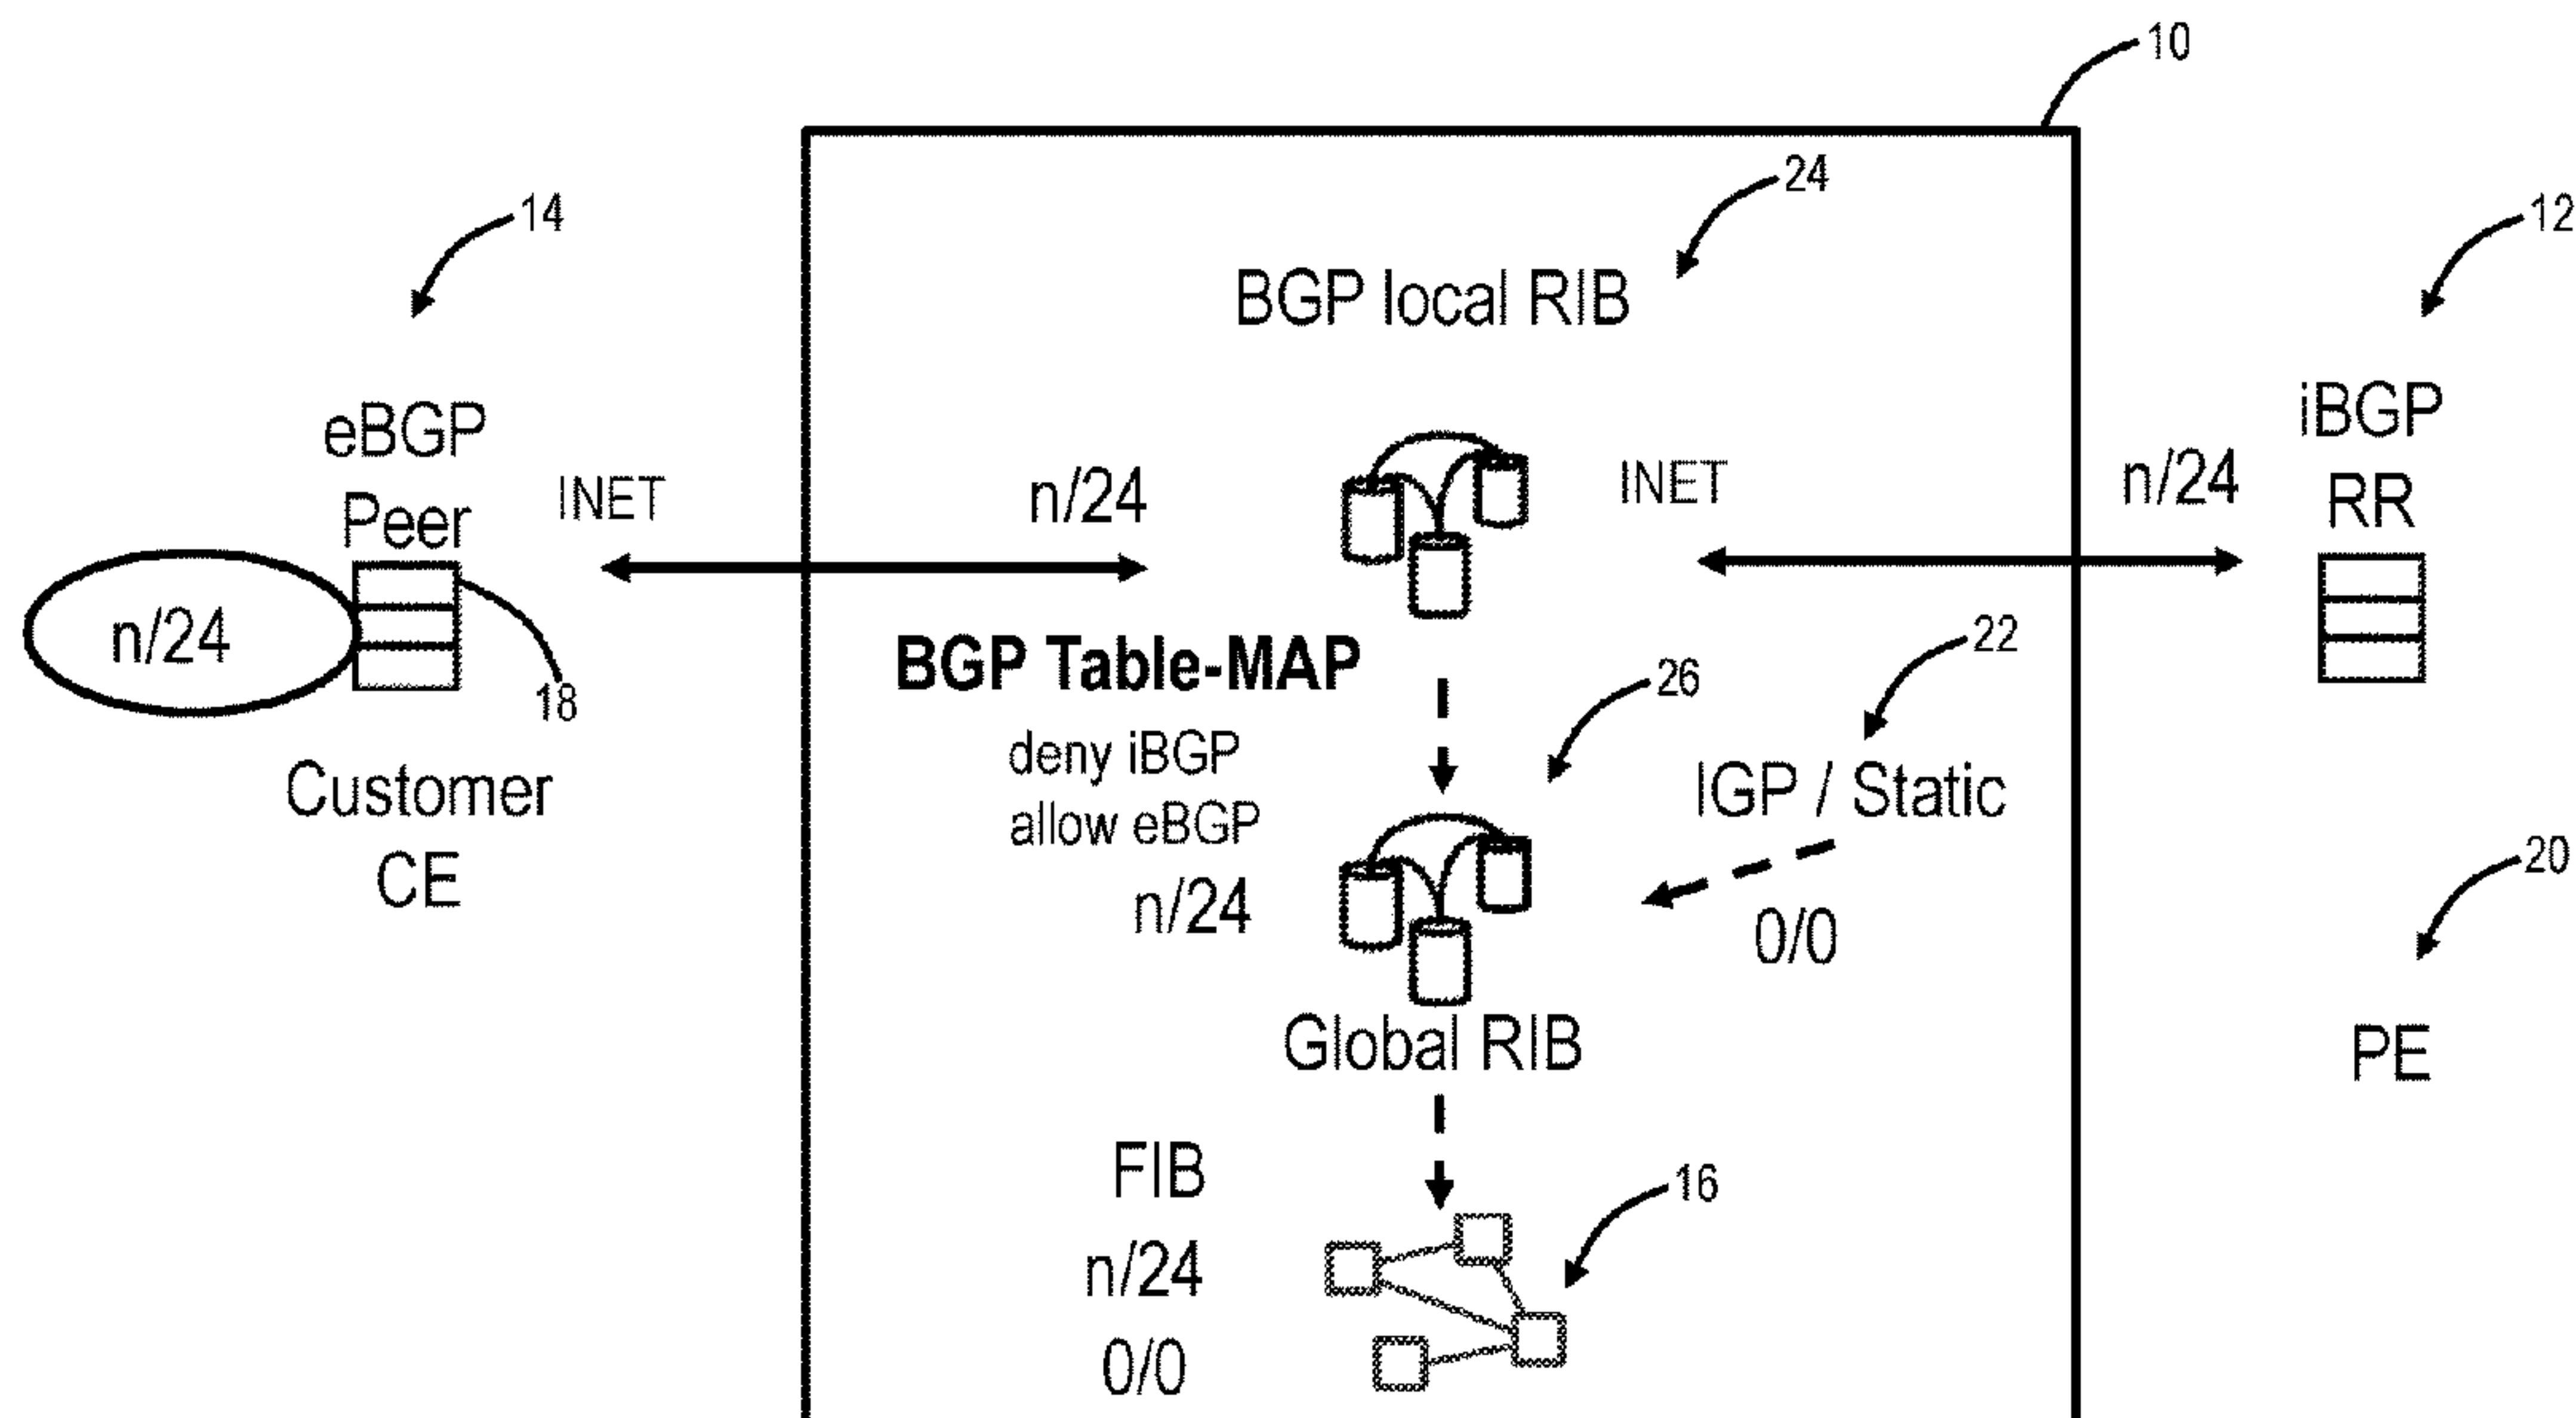 10
24
14
12
BGP local RIB
eBGP
Peer
INET
n/24
INET
n/24
iBGP
RR
n/24
18
BGP Table-MAP
deny iBGP
allow eBGP
n/24
26
22
IGP / Static
0/0
Customer
CE
20
PE
Global RIB
FIB
n/24
0/0
16